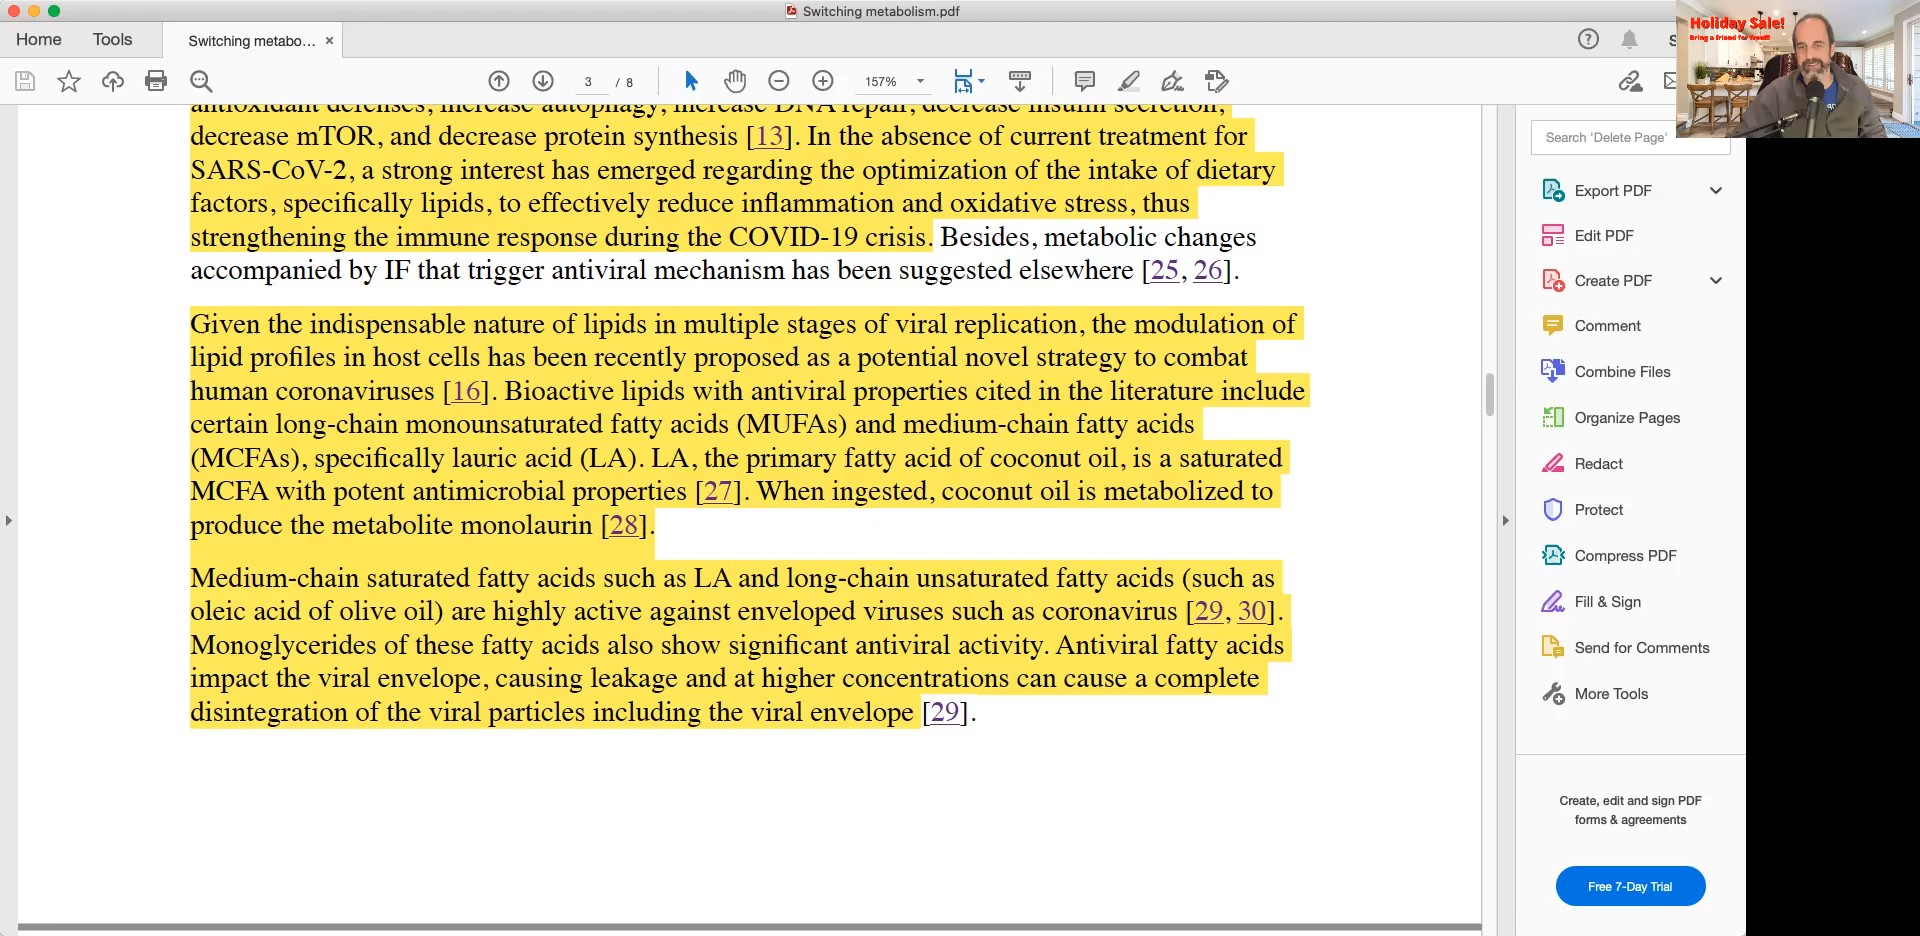 Switching metabolism.pdf
Home
Tools
Switching metabo... ×
3 / 8
157%
Holiday Sale!
Bring a friend for free!!!
antioxidant defenses, increase autophagy, increase DNA repair, decrease insulin secretion,
decrease mTOR, and decrease protein synthesis [13]. In the absence of current treatment for
SARS-CoV-2, a strong interest has emerged regarding the optimization of the intake of dietary
factors, specifically lipids, to effectively reduce inflammation and oxidative stress, thus
strengthening the immune response during the COVID-19 crisis. Besides, metabolic changes
accompanied by IF that trigger antiviral mechanism has been suggested elsewhere [25, 26].
Given the indispensable nature of lipids in multiple stages of viral replication, the modulation of
lipid profiles in host cells has been recently proposed as a potential novel strategy to combat
human coronaviruses [16]. Bioactive lipids with antiviral properties cited in the literature include
certain long-chain monounsaturated fatty acids (MUFAs) and medium-chain fatty acids
(MCFAs), specifically lauric acid (LA). LA, the primary fatty acid of coconut oil, is a saturated
MCFA with potent antimicrobial properties [27]. When ingested, coconut oil is metabolized to
produce the metabolite monolaurin [28].
Medium-chain saturated fatty acids such as LA and long-chain unsaturated fatty acids (such as
oleic acid of olive oil) are highly active against enveloped viruses such as coronavirus [29, 30].
Monoglycerides of these fatty acids also show significant antiviral activity. Antiviral fatty acids
impact the viral envelope, causing leakage and at higher concentrations can cause a complete
disintegration of the viral particles including the viral envelope [29].
Search 'Delete Page'
Export PDF
Edit PDF
Create PDF
Comment
Combine Files
Organize Pages
Redact
Protect
Compress PDF
Fill & Sign
Send for Comments
More Tools
Create, edit and sign PDF
forms & agreements
Free 7-Day Trial